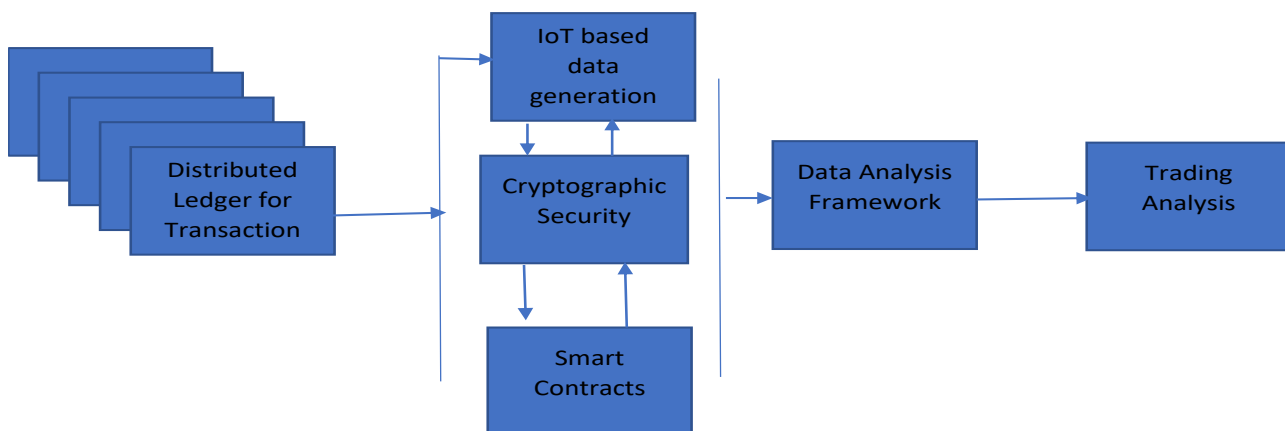 Distributed
Ledger for
Transaction
IoT based
data
generation
Cryptographic
Security
Smart
Contracts
Data Analysis
Framework
Trading
Analysis